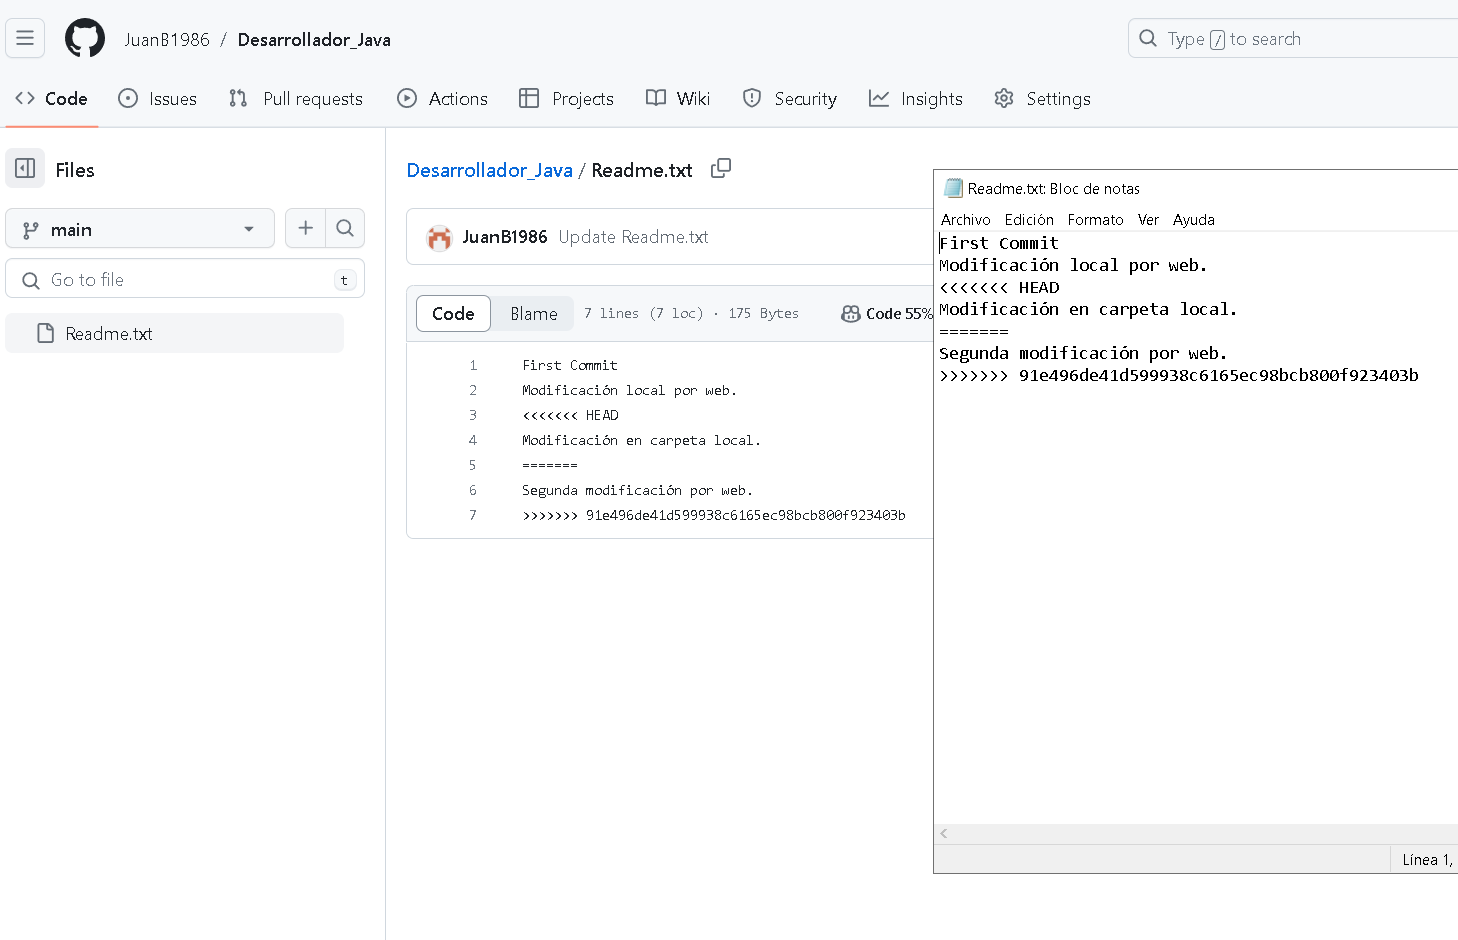 JuanB1986 / Desarrollador_Java
Type / to search
Code Issues Pull requests Actions Projects Wiki Security Insights Settings
Files
main
Go to file t
Readme.txt
Desarrollador_Java / Readme.txt
JuanB1986 Update Readme.txt
Code Blame 7 lines (7 loc) · 175 Bytes Code 55%
1 First Commit
2 Modificación local por web.
3 <<<<<<< HEAD
4 Modificación en carpeta local.
5 =======
6 Segunda modificación por web.
7 >>>>>>> 91e496de41d599938c6165ec98bcb800f923403b
Readme.txt: Bloc de notas
Archivo Edición Formato Ver Ayuda
First Commit
Modificación local por web.
<<<<<<< HEAD
Modificación en carpeta local.
=======
Segunda modificación por web.
>>>>>>> 91e496de41d599938c6165ec98bcb800f923403b
Línea 1,